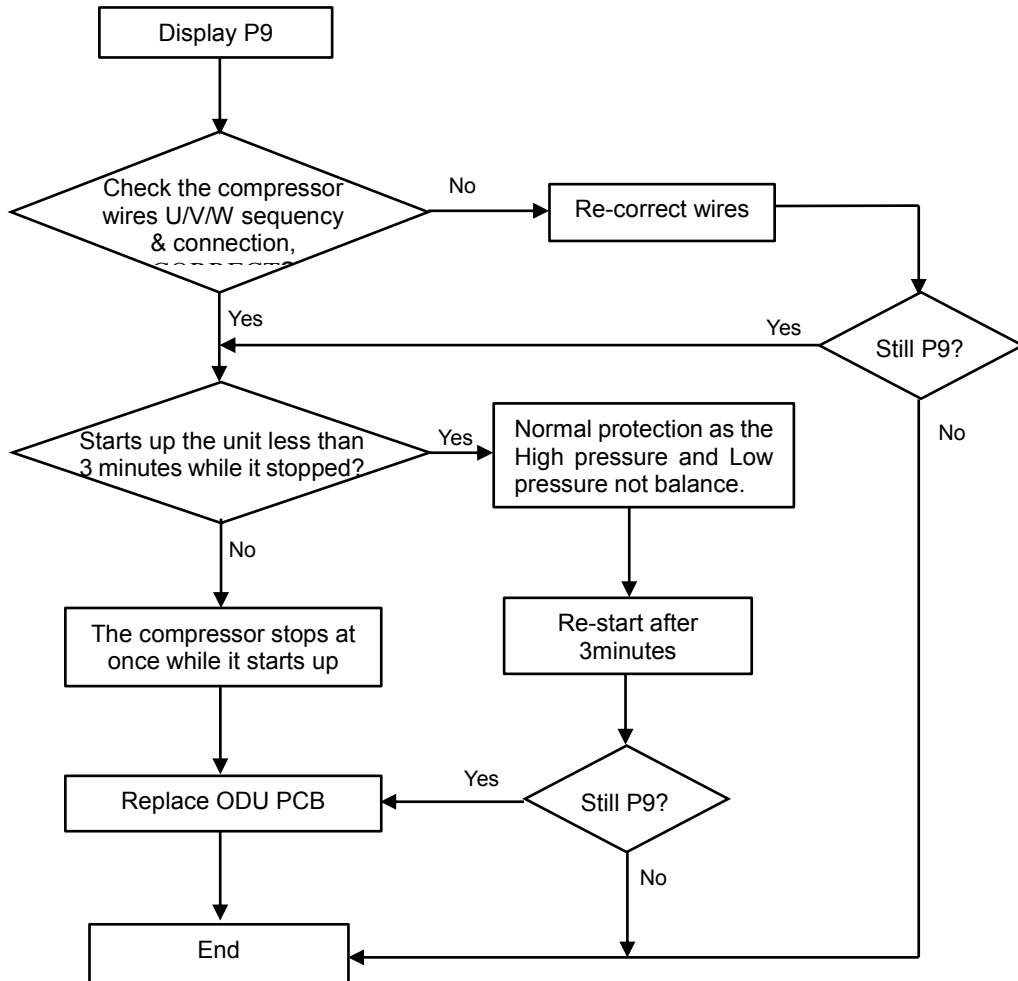 Display P9
Check the compressor
wires U/V/W sequency
& connection,
No
Re-correct wires
Yes
Yes
Still P9?
No
Starts up the unit less than
3 minutes while it stopped?
Yes
Normal protection as the
High pressure and Low
pressure not balance.
No
The compressor stops at
once while it starts up
Re-start after
3minutes
Replace ODU PCB
Yes
Still P9?
No
End